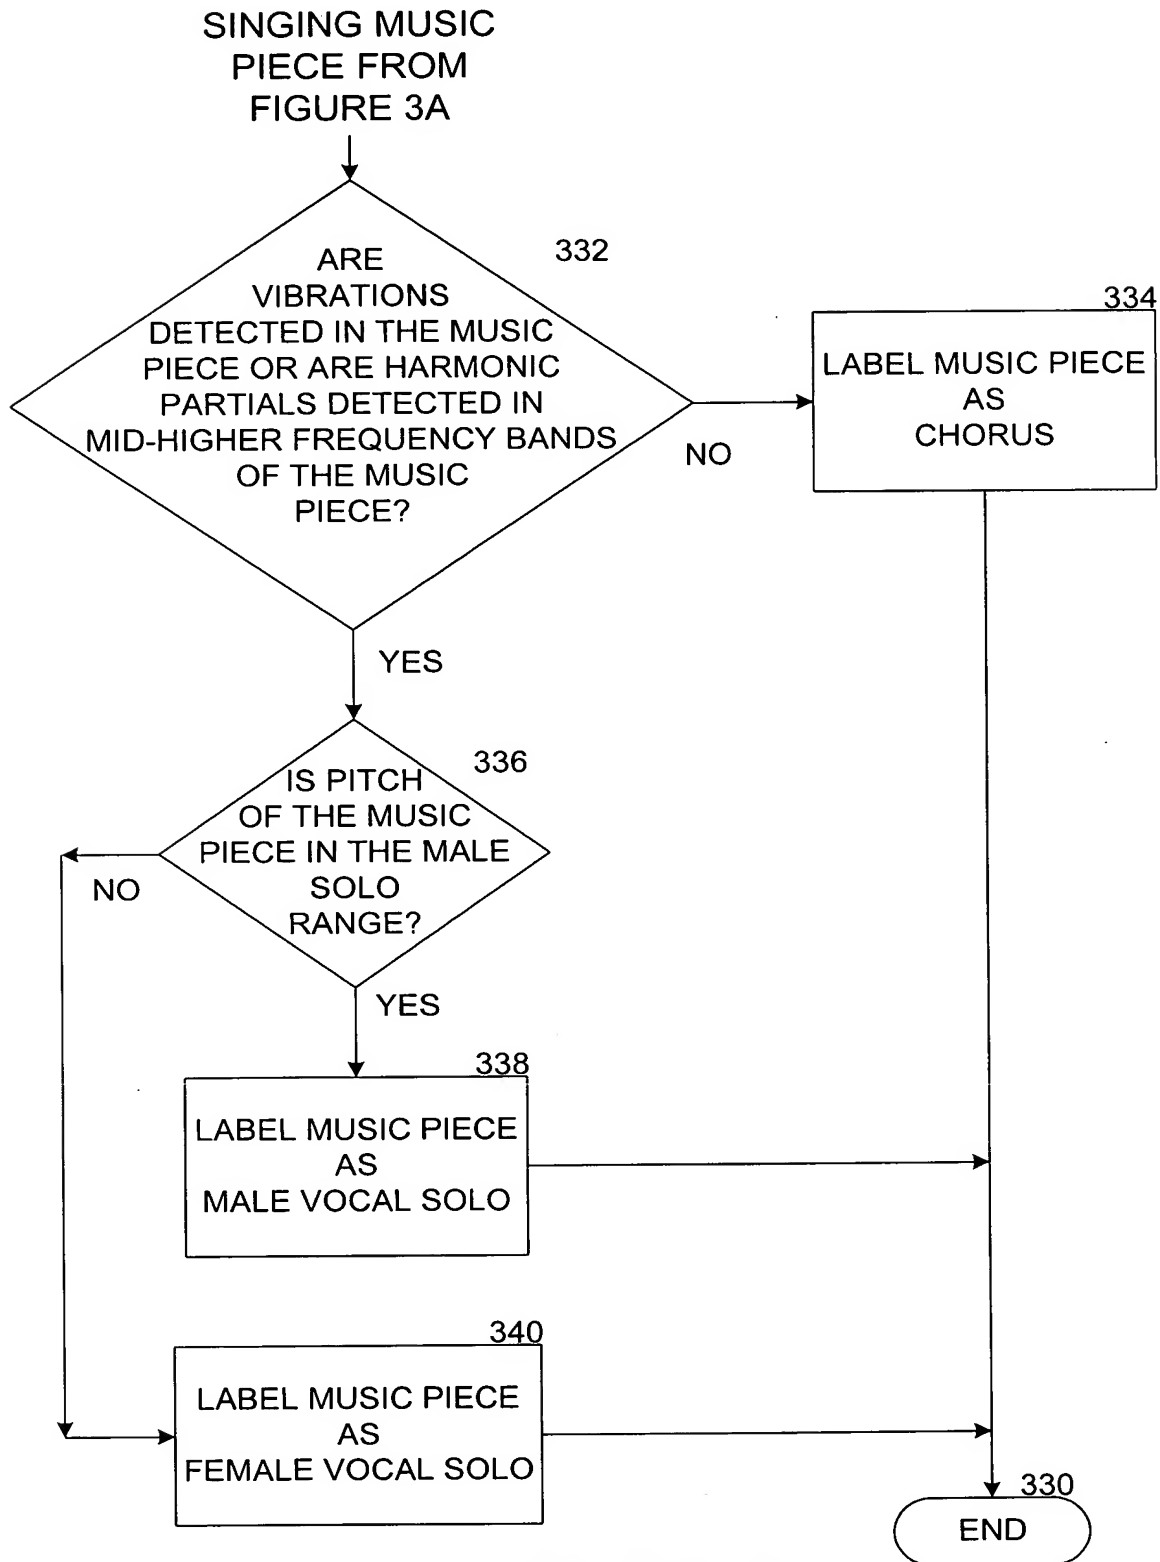 SINGING MUSIC
PIECE FROM
FIGURE 3A
332
ARE
VIBRATIONS
DETECTED IN THE MUSIC
PIECE OR ARE HARMONIC
PARTIALS DETECTED IN
MID-HIGHER FREQUENCY BANDS
OF THE MUSIC
PIECE?
NO
334
LABEL MUSIC PIECE
AS
CHORUS
YES
336
IS PITCH
OF THE MUSIC
PIECE IN THE MALE
SOLO
RANGE?
NO
YES
338
LABEL MUSIC PIECE
AS
MALE VOCAL SOLO
340
LABEL MUSIC PIECE
AS
FEMALE VOCAL SOLO
330
END